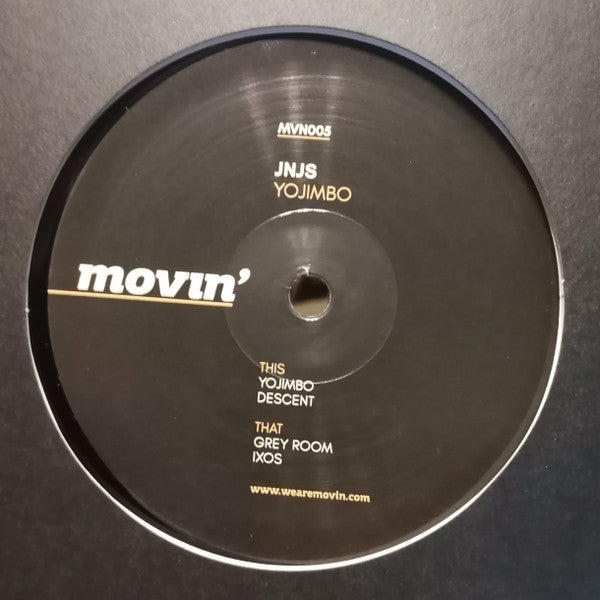 MVN005
JNJS
YOJIMBO
movin'
THIS
YOJIMBO
DESCENT
THAT
GREY ROOM
IXOS
www.wearemovin.com